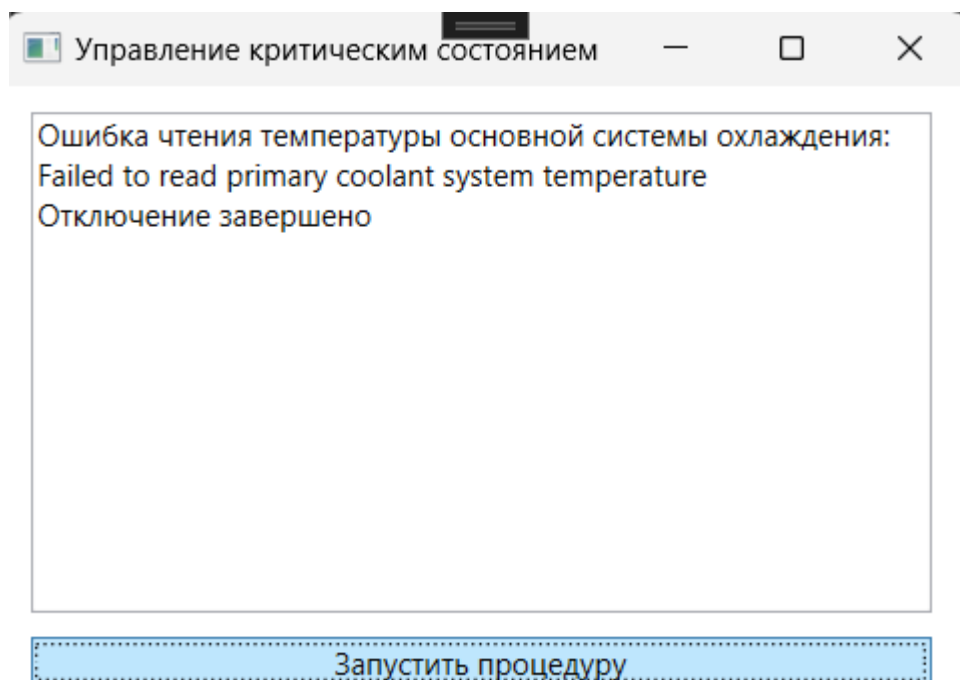 Управление критическим состоянием
Ошибка чтения температуры основной системы охлаждения:
Failed to read primary coolant system temperature
Отключение завершено
Запустить процедуру